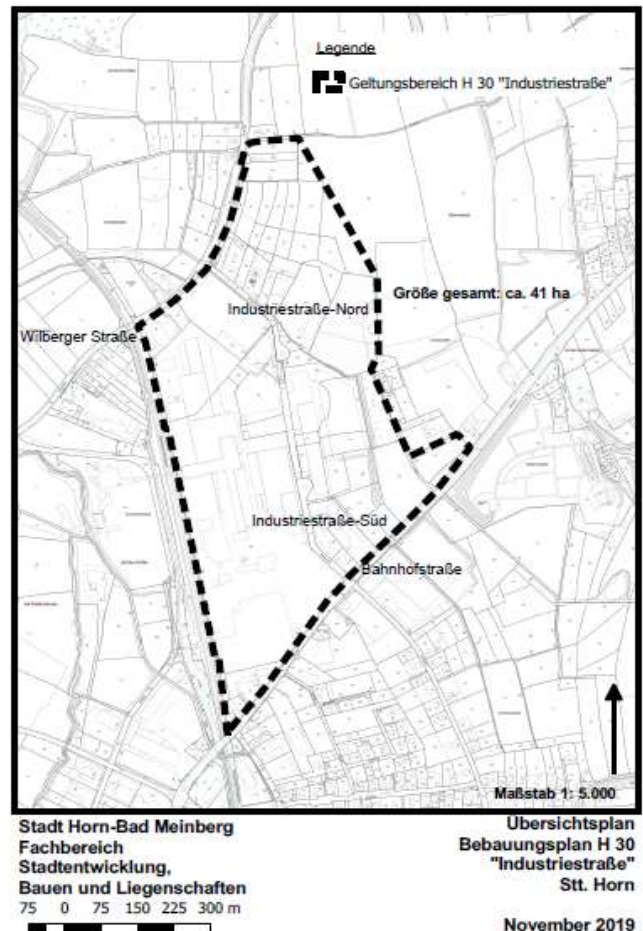 Legende
Geltungsbereich H 30 "Industriestraße"
Größe gesamt: ca. 41 ha
Industriestraße-Nord
Wilberger Straße
Industriestraße-Süd
Bahnhofstraße
Maßstab 1: 5.000
Stadt Horn-Bad Meinberg
Fachbereich
Stadtentwicklung,
Bauen und Liegenschaften
75 0 75 150 225 300 m
Übersichtsplan
Bebauungsplan H 30
"Industriestraße"
Stt. Horn
November 2019